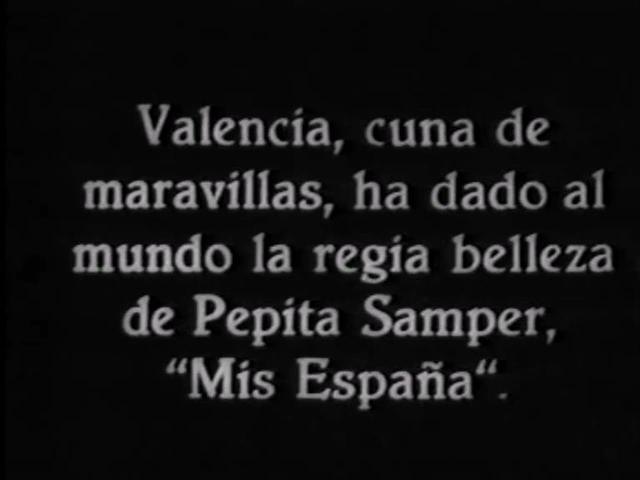 Valencia, cuna de
maravillas, ha dado al
mundo la regia belleza
de Pepita Samper,
“Mis España“.